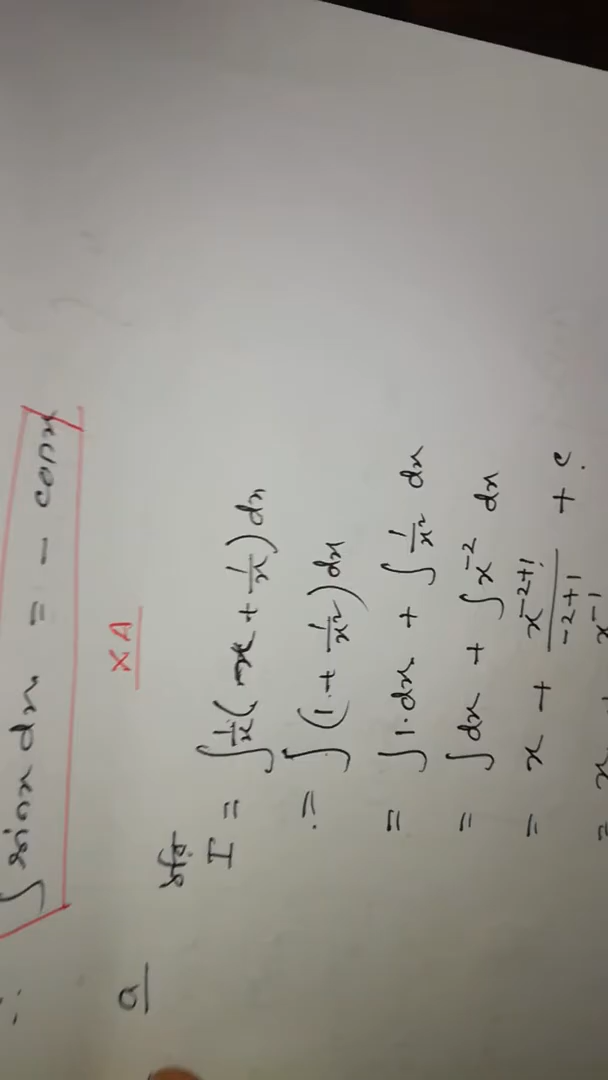 ∴ ∫ sinx dx = - cosx
XA
a
I = ∫ 1/x (x + 1/x) dx
= ∫ (1 + 1/x²) dx
= ∫ 1·dx + ∫ 1/x² dx
= ∫ dx + ∫ x⁻² dx
= x + x⁻²⁺¹/-2+1 + c
= x x⁻¹